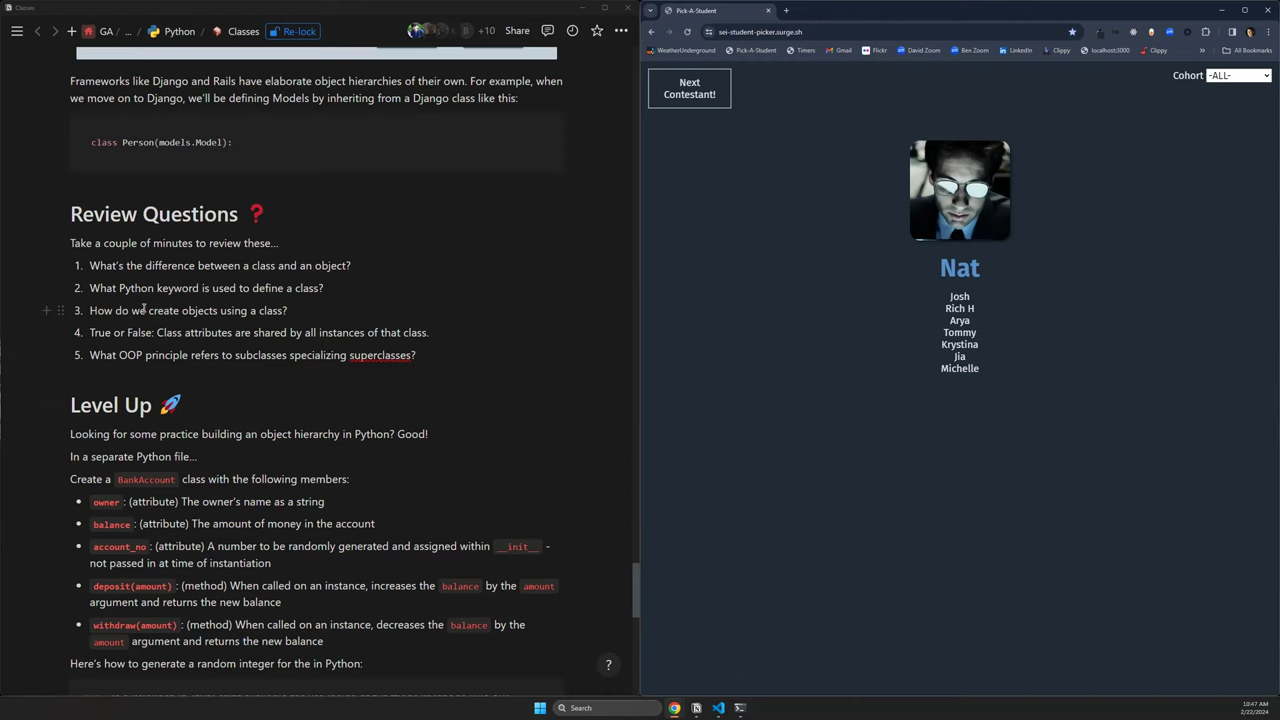 Classes
GA / ... / Python / Classes
Re-lock
B
+10
Share
Frameworks like Django and Rails have elaborate object hierarchies of their own. For example, when
we move on to Django, we'll be defining Models by inheriting from a Django class like this:
class Person(models.Model):
Review Questions ❓
Take a couple of minutes to review these...
1. What's the difference between a class and an object?
2. What Python keyword is used to define a class?
3. How do we create objects using a class?
4. True or False: Class attributes are shared by all instances of that class.
5. What OOP principle refers to subclasses specializing superclasses?
Level Up 🚀
Looking for some practice building an object hierarchy in Python? Good!
In a separate Python file...
Create a BankAccount class with the following members:
• owner : (attribute) The owner's name as a string
• balance : (attribute) The amount of money in the account
• account_no : (attribute) A number to be randomly generated and assigned within __init__ -
not passed in at time of instantiation
• deposit(amount) : (method) When called on an instance, increases the balance by the amount
argument and returns the new balance
• withdraw(amount) : (method) When called on an instance, decreases the balance by the
amount argument and returns the new balance
Here's how to generate a random integer for the in Python:
?
Pick-A-Student
sei-student-picker.surge.sh
WeatherUnderground
Pick-A-Student
Timers
Gmail
Flickr
David Zoom
Ben Zoom
LinkedIn
Clippy
localhost:3000
Clippy
All Bookmarks
Next
Contestant!
Cohort -ALL-
Nat
Josh
Rich H
Arya
Tommy
Krystina
Jia
Michelle
Search
10:47 AM
2/22/2024